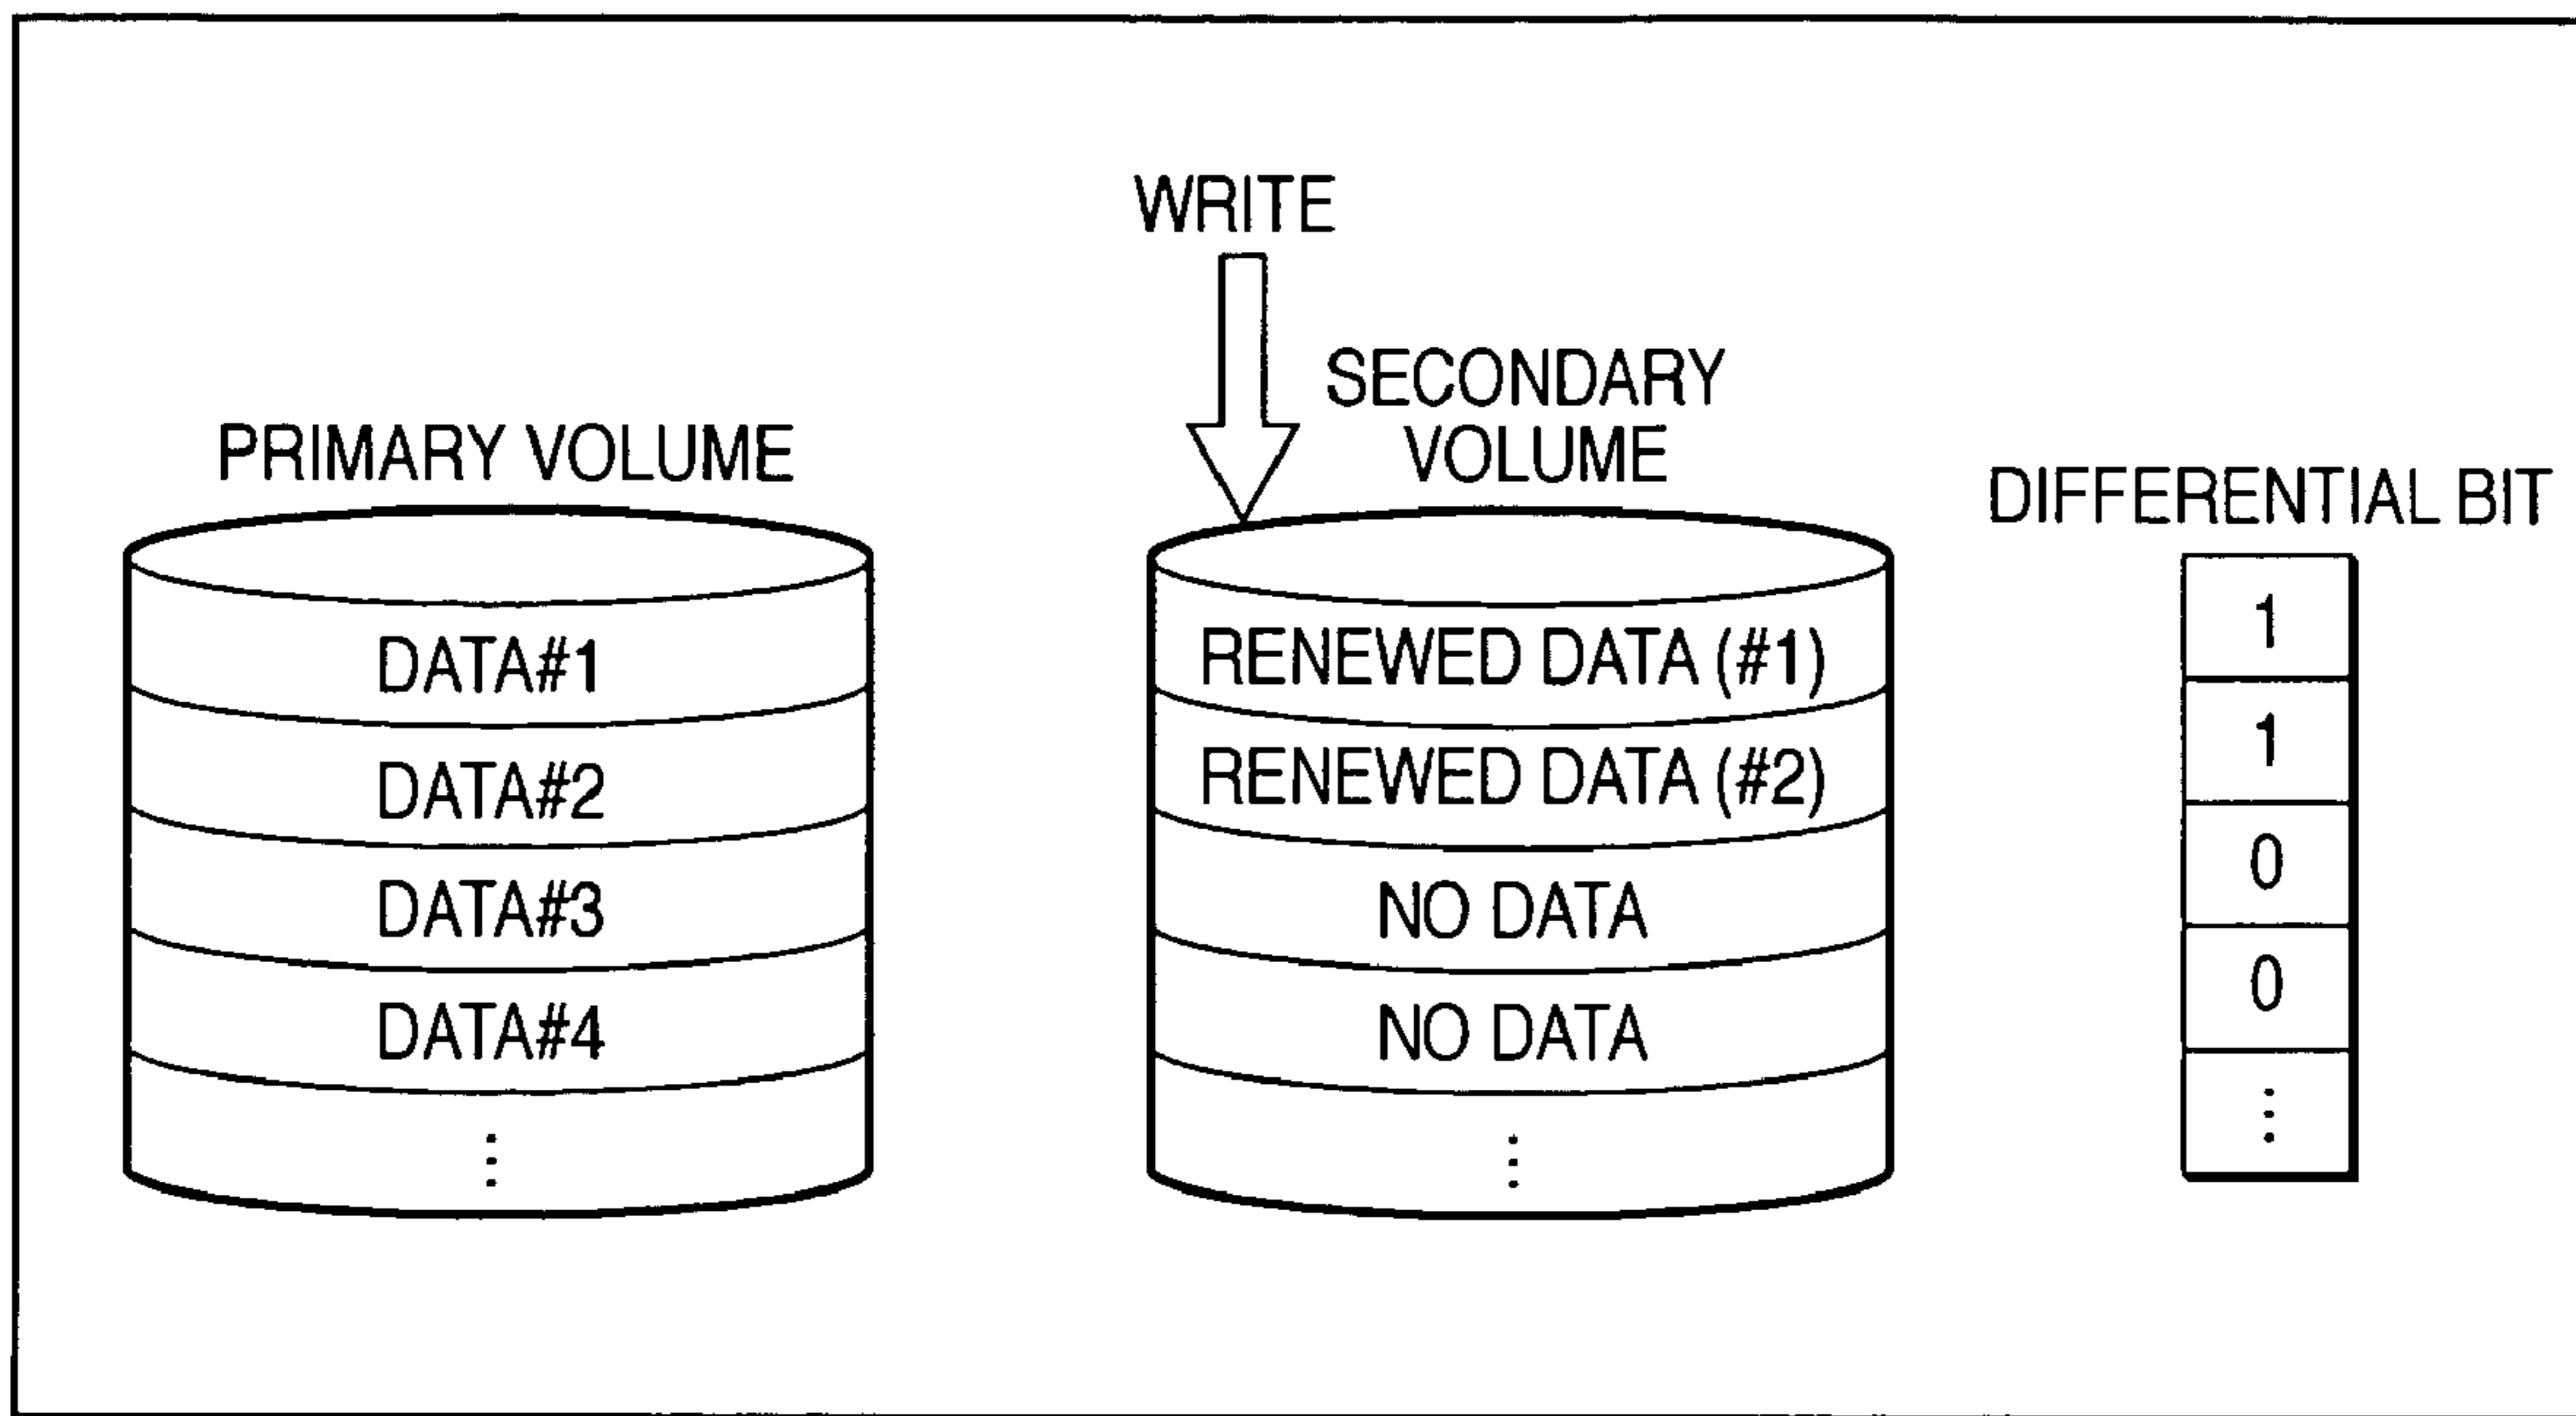 WRITE
SECONDARY
VOLUME
PRIMARY VOLUME
DIFFERENTIAL BIT
DATA#1
DATA#2
DATA#3
DATA#4
⋮
RENEWED DATA (#1)
RENEWED DATA (#2)
NO DATA
NO DATA
⋮
1
1
0
0
⋮